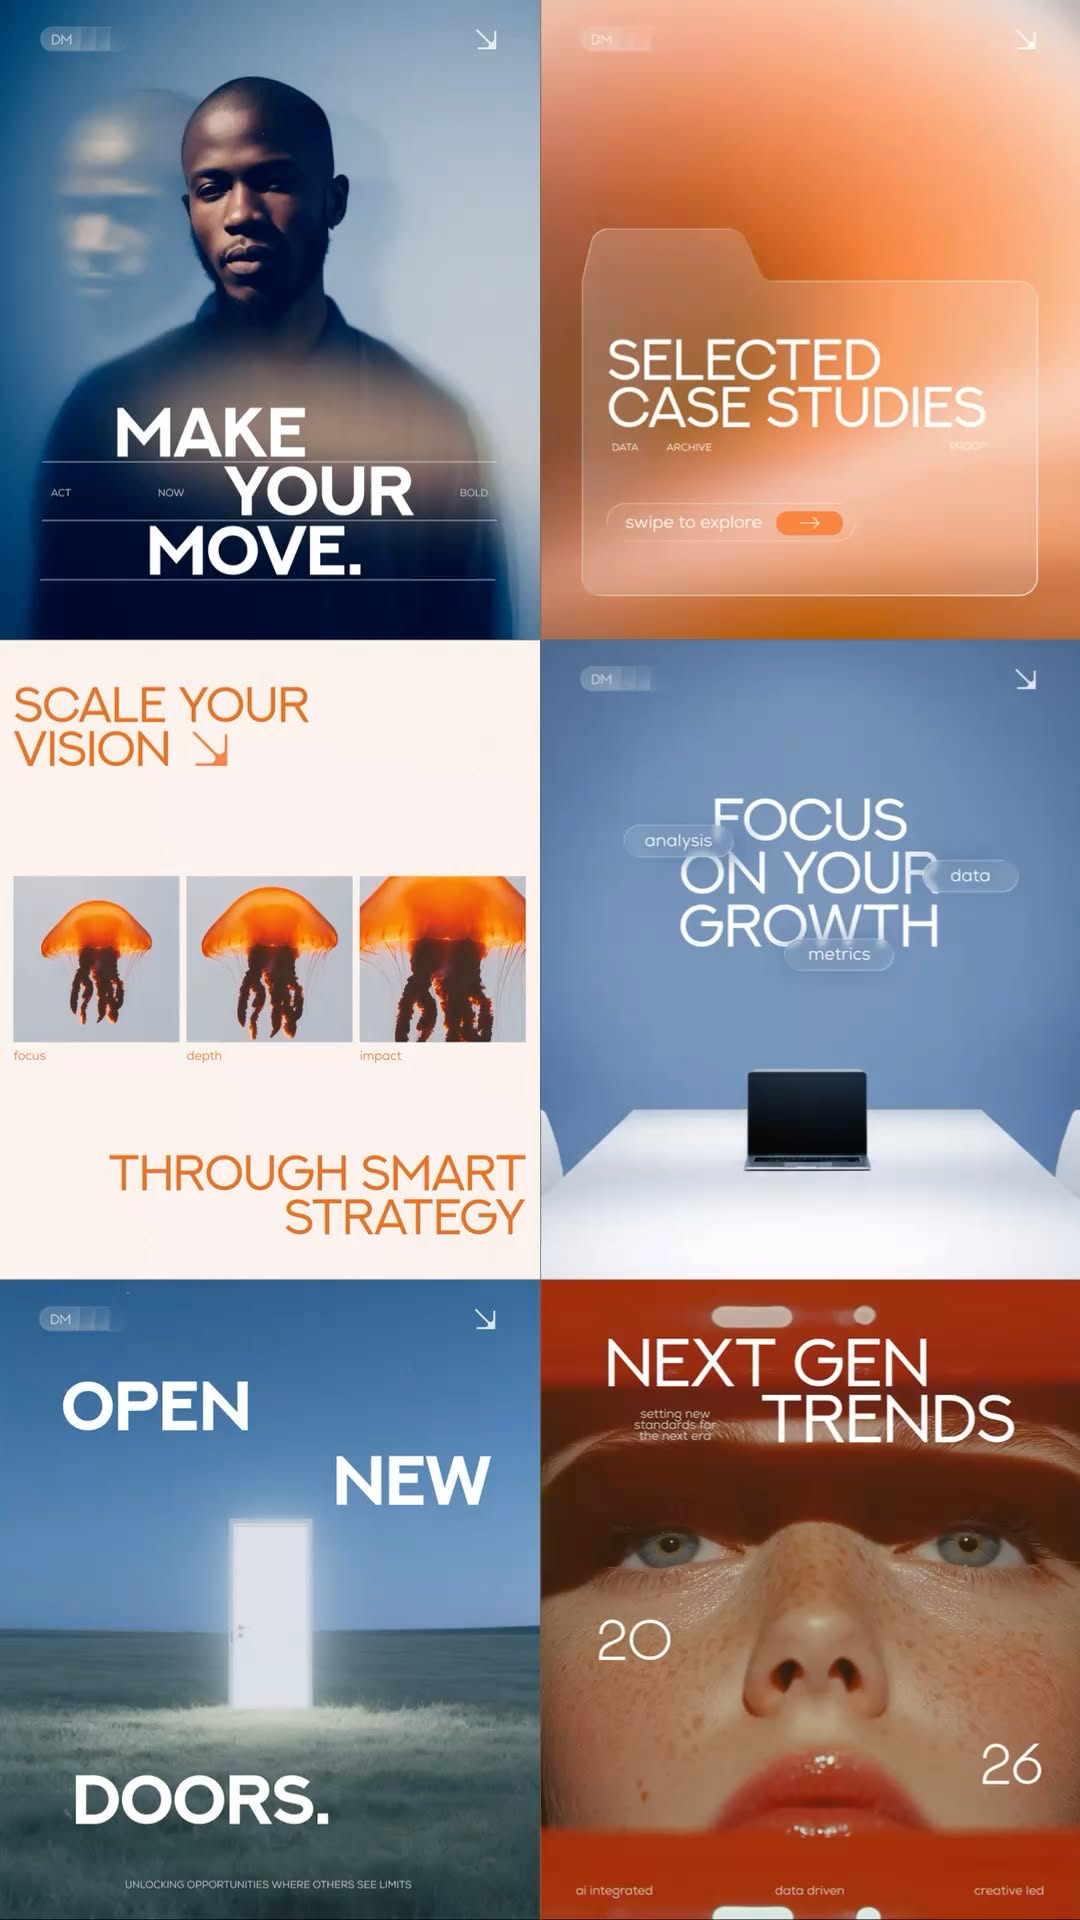 DM
MAKE
YOUR
ACT NOW BOLD
MOVE.
DM
SELECTED
CASE STUDIES
DATA ARCHIVE PROOF
swipe to explore
SCALE YOUR
VISION
focus depth impact
THROUGH SMART
STRATEGY
DM
FOCUS
analysis
ON YOUR
data
GROWTH
metrics
DM
OPEN
NEW
DOORS.
UNLOCKING OPPORTUNITIES WHERE OTHERS SEE LIMITS
NEXT GEN
TRENDS
setting new
standards for
the next era
20
26
ai integrated data driven creative led